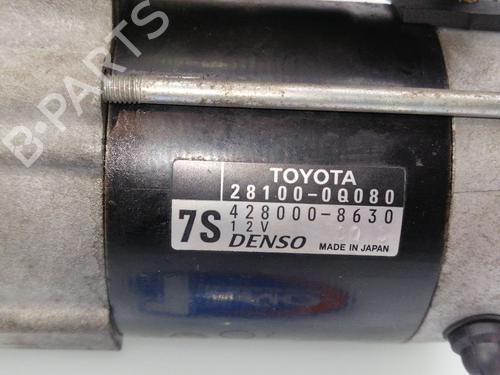 B-PARTS
TOYOTA
28100-0Q080
7S 428000-8630
12V
DENSO MADE IN JAPAN